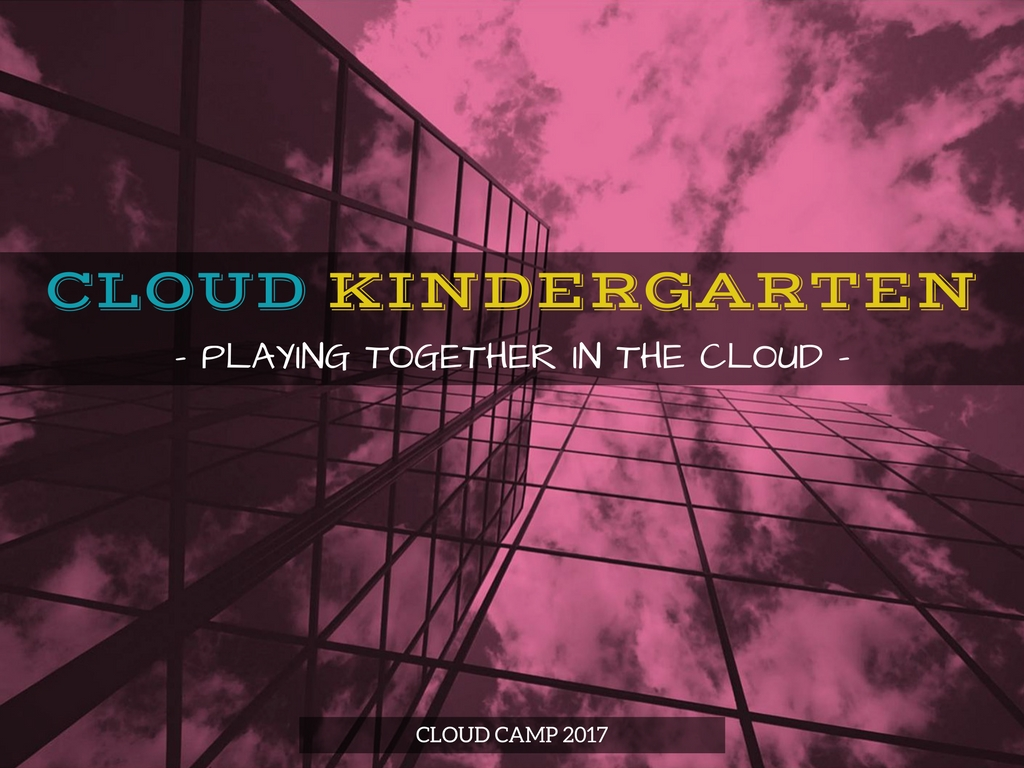 CLOUD KINDERGARTEN
- PLAYING TOGETHER IN THE CLOUD -
CLOUD CAMP 2017